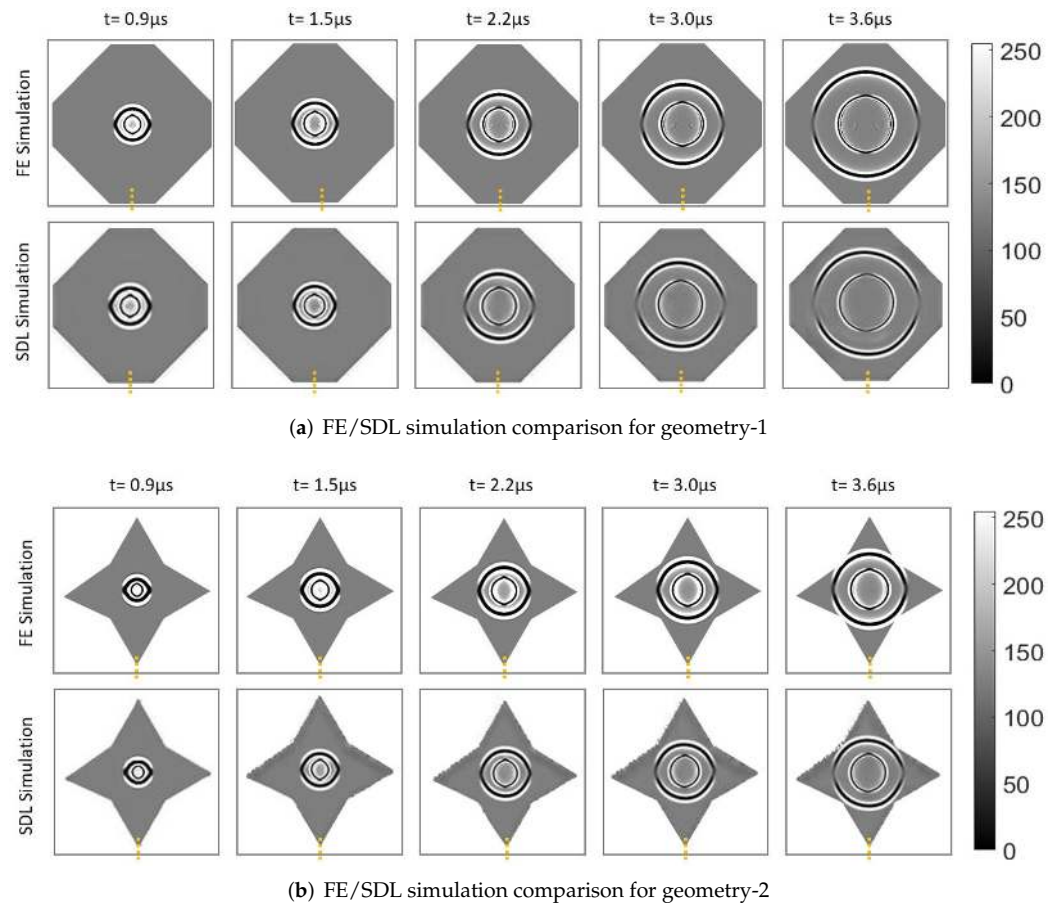 t= 0.9µs t= 1.5µs t= 2.2µs t= 3.0µs t= 3.6µs
FE Simulation
250
200
150
100
50
0
SDL Simulation
(a) FE/SDL simulation comparison for geometry-1
t= 0.9µs t= 1.5µs t= 2.2µs t= 3.0µs t= 3.6µs
FE Simulation
250
200
150
100
50
0
SDL Simulation
(b) FE/SDL simulation comparison for geometry-2